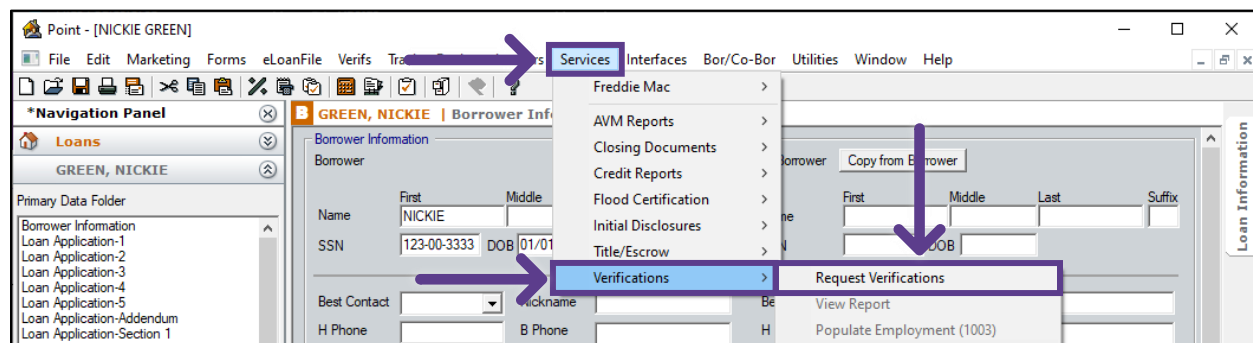 Point - [NICKIE GREEN]
File Edit Marketing Forms eLoanFile Verifs Services Interfaces Bor/Co-Bor Utilities Window Help
*Navigation Panel
Loans
GREEN, NICKIE
Primary Data Folder
Borrower Information
Loan Application-1
Loan Application-2
Loan Application-3
Loan Application-4
Loan Application-5
Loan Application-Addendum
Loan Application-Section 1
B GREEN, NICKIE | Borrower Inf
Borrower Information
Borrower
First Middle
Name NICKIE
SSN 123-00-3333 DOB 01/01
Best Contact Nickname
H Phone B Phone
Freddie Mac
AVM Reports
Closing Documents
Credit Reports
Flood Certification
Initial Disclosures
Title/Escrow
Verifications
Request Verifications
View Report
Populate Employment (1003)
Borrower Copy from Borrower
First Middle Last Suffix
DOB
Be
H
Loan Information